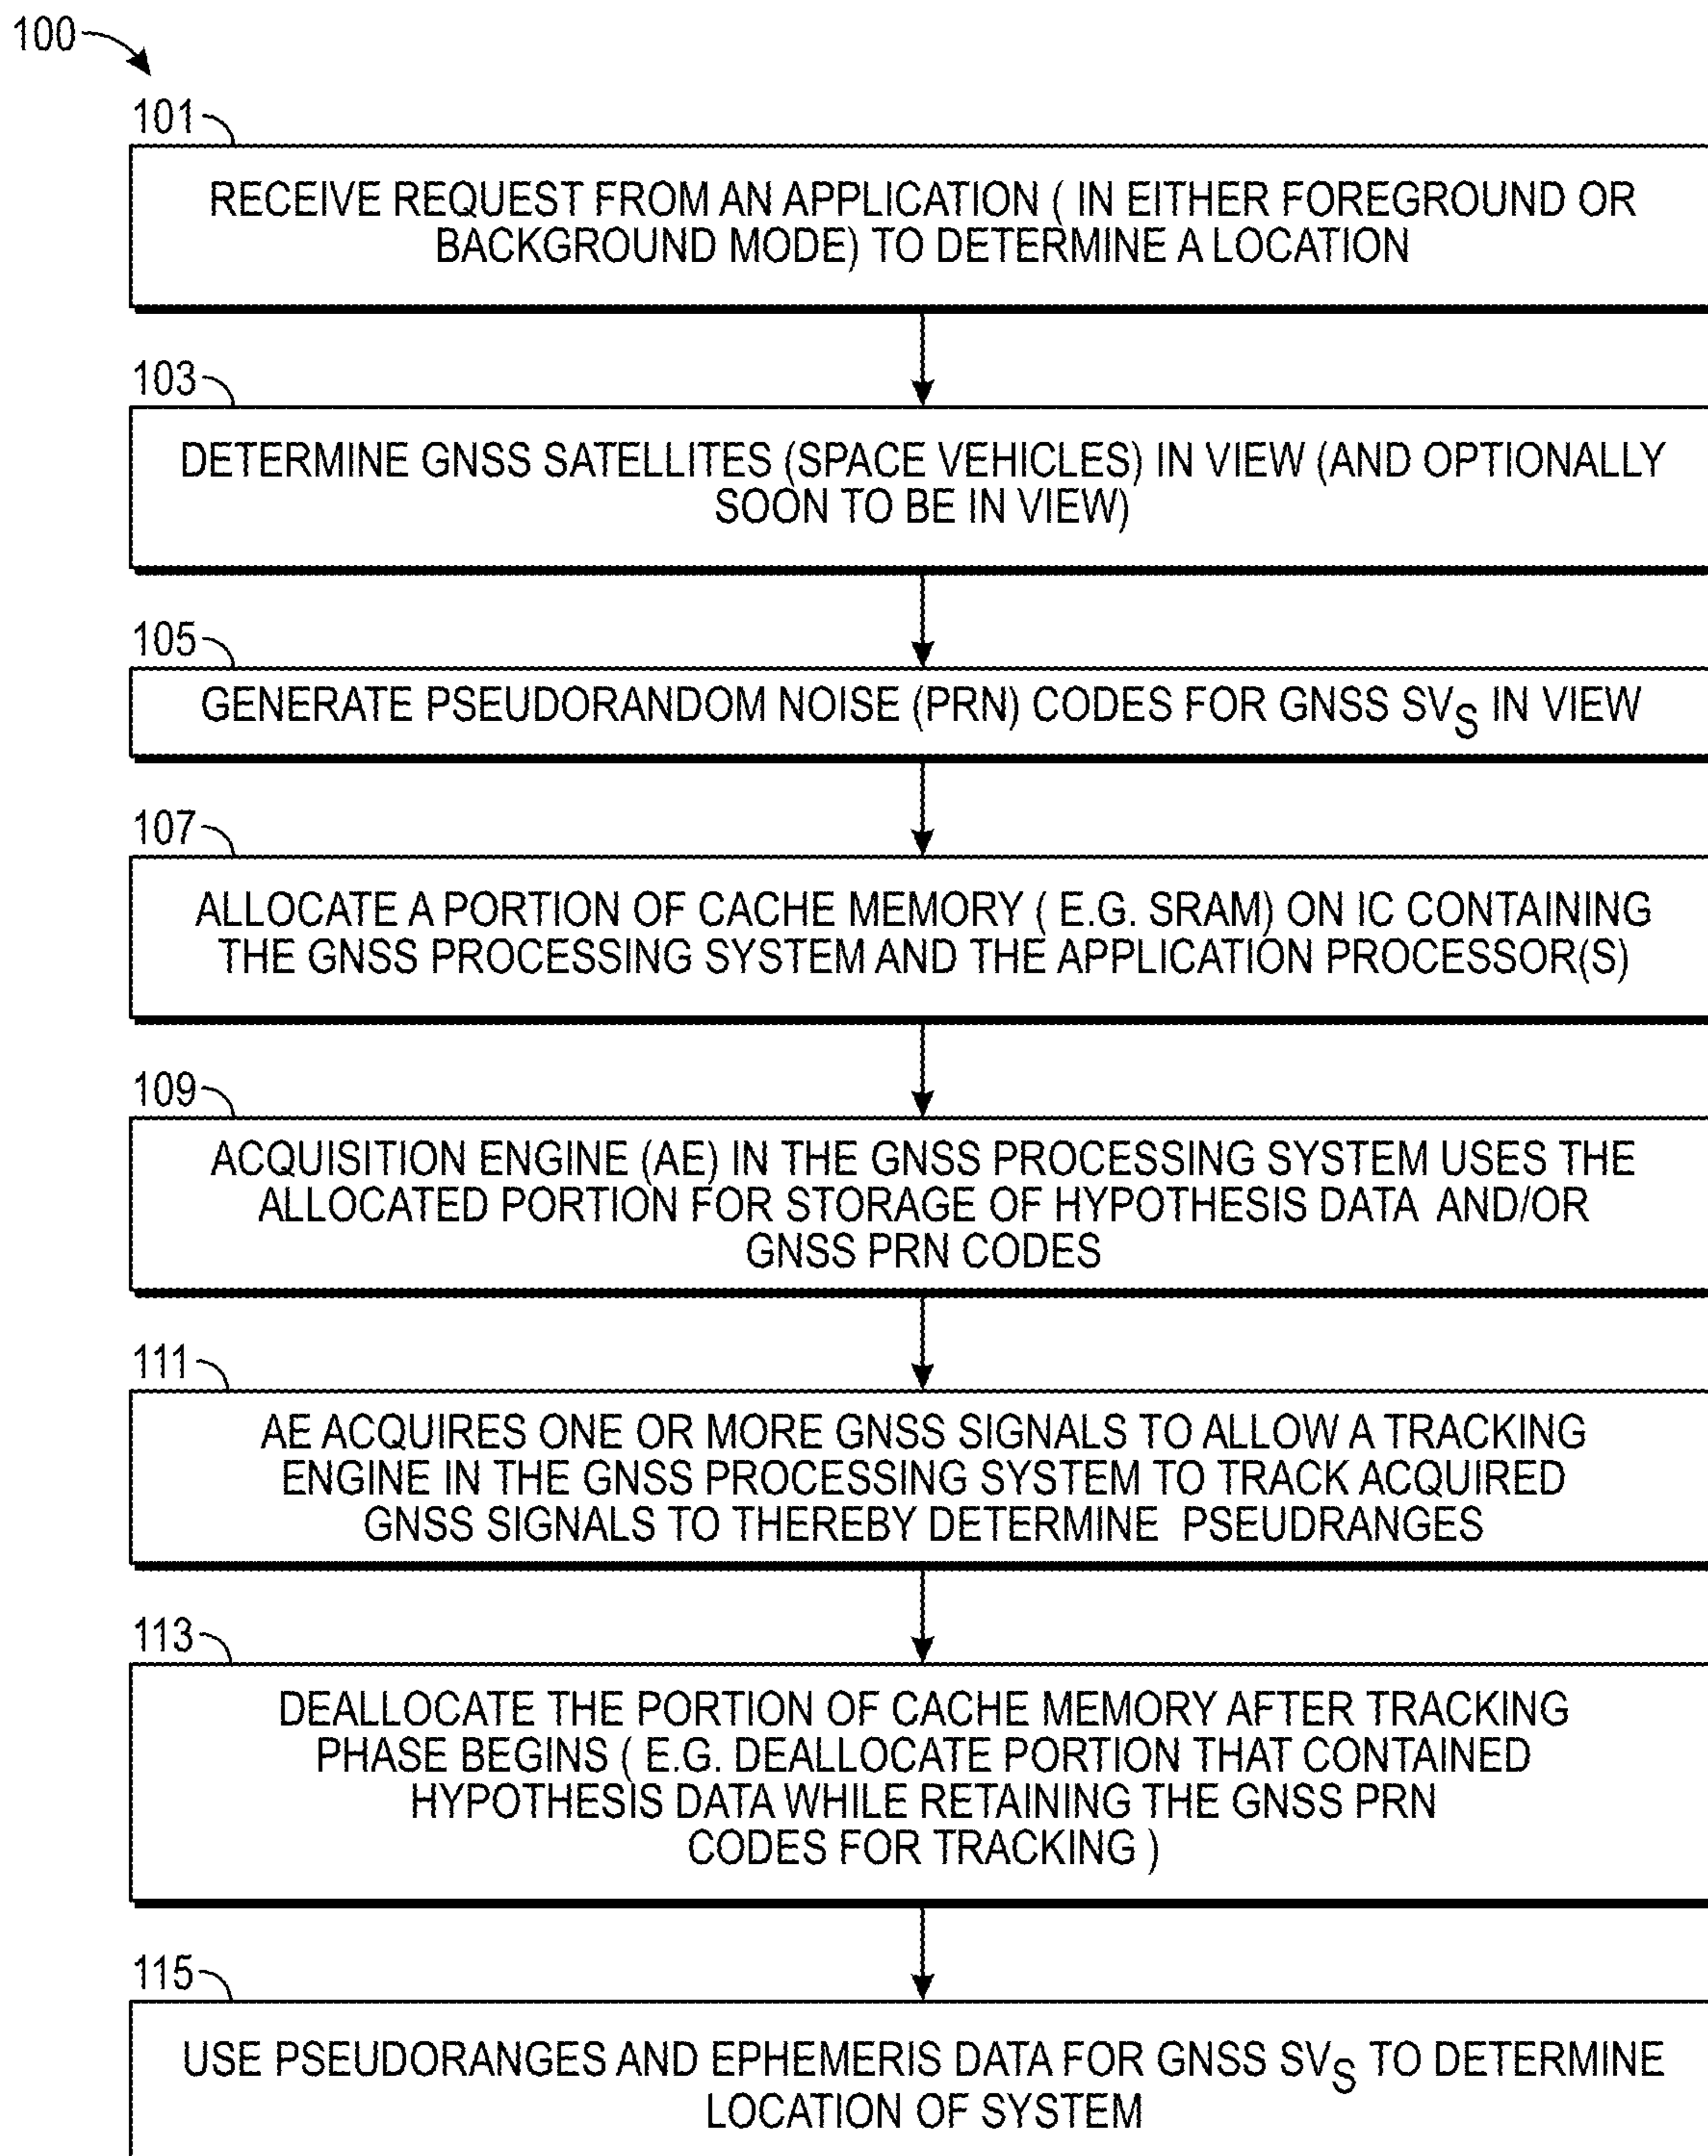 100
101
RECEIVE REQUEST FROM AN APPLICATION ( IN EITHER FOREGROUND OR
BACKGROUND MODE) TO DETERMINE A LOCATION
103
DETERMINE GNSS SATELLITES (SPACE VEHICLES) IN VIEW (AND OPTIONALLY
SOON TO BE IN VIEW)
105
GENERATE PSEUDORANDOM NOISE (PRN) CODES FOR GNSS SVS IN VIEW
107
ALLOCATE A PORTION OF CACHE MEMORY ( E.G. SRAM) ON IC CONTAINING
THE GNSS PROCESSING SYSTEM AND THE APPLICATION PROCESSOR(S)
109
ACQUISITION ENGINE (AE) IN THE GNSS PROCESSING SYSTEM USES THE
ALLOCATED PORTION FOR STORAGE OF HYPOTHESIS DATA AND/OR
GNSS PRN CODES
111
AE ACQUIRES ONE OR MORE GNSS SIGNALS TO ALLOW A TRACKING
ENGINE IN THE GNSS PROCESSING SYSTEM TO TRACK ACQUIRED
GNSS SIGNALS TO THEREBY DETERMINE PSEUDRANGES
113
DEALLOCATE THE PORTION OF CACHE MEMORY AFTER TRACKING
PHASE BEGINS ( E.G. DEALLOCATE PORTION THAT CONTAINED
HYPOTHESIS DATA WHILE RETAINING THE GNSS PRN
CODES FOR TRACKING )
115
USE PSEUDORANGES AND EPHEMERIS DATA FOR GNSS SVS TO DETERMINE
LOCATION OF SYSTEM